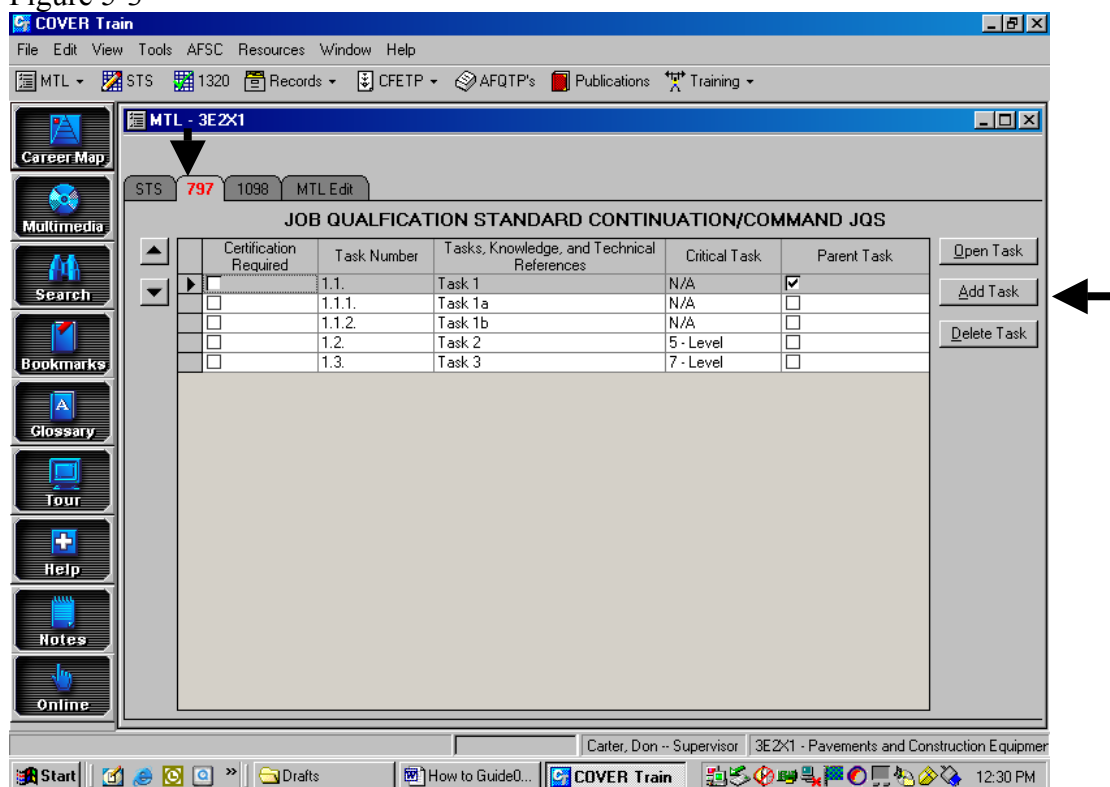 COVER Train
File Edit View Tools AFSC Resources Window Help
MTL STS 1320 Records CFETP AFQTP's Publications Training
MTL - 3E2X1
Career Map
Multimedia
Search
Bookmarks
A
Glossary
Tour
Help
Notes
Online
STS 797 1098 MTL Edit
JOB QUALFICATION STANDARD CONTINUATION/COMMAND JQS
Certification Required Task Number Tasks, Knowledge, and Technical References Critical Task Parent Task
1.1. Task 1 N/A
1.1.1. Task 1a N/A
1.1.2. Task 1b N/A
1.2. Task 2 5 - Level
1.3. Task 3 7 - Level
Open Task
Add Task
Delete Task
Carter, Don -- Supervisor 3E2X1 - Pavements and Construction Equipmer
Start » Drafts How to Guide0... COVER Train 12:30 PM